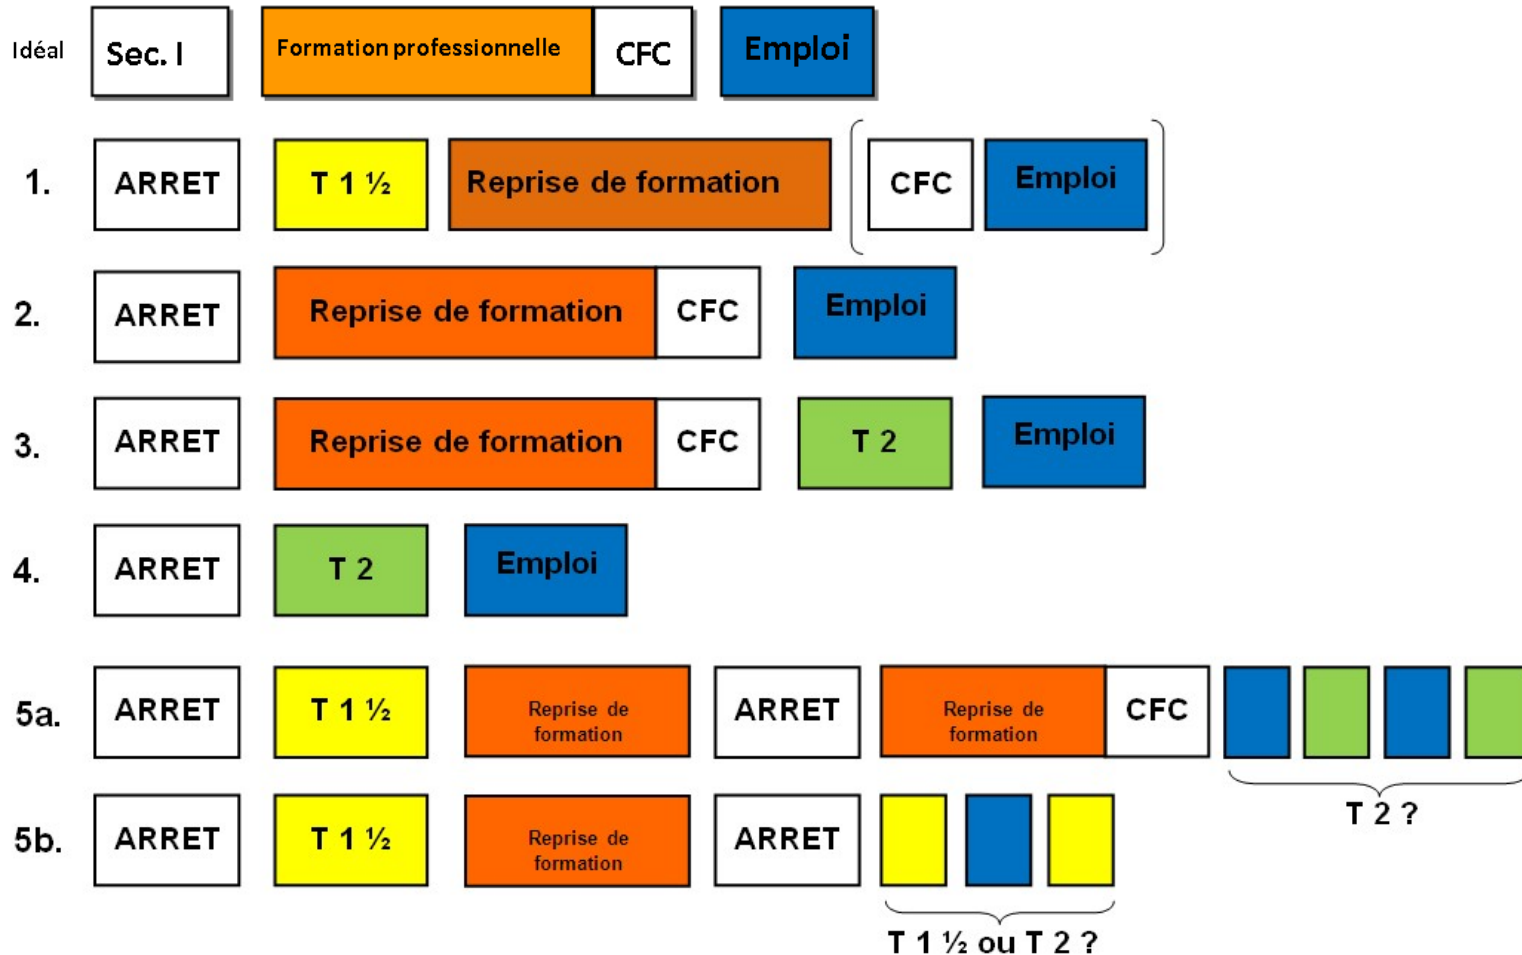 Idéal Sec. I Formation professionnelle CFC Emploi
1. ARRET T 1 ½ Reprise de formation CFC Emploi
2. ARRET Reprise de formation CFC Emploi
3. ARRET Reprise de formation CFC T 2 Emploi
4. ARRET T 2 Emploi
5a. ARRET T 1 ½ Reprise de formation ARRET Reprise de formation CFC
T 2 ?
5b. ARRET T 1 ½ Reprise de formation ARRET
T 1 ½ ou T 2 ?